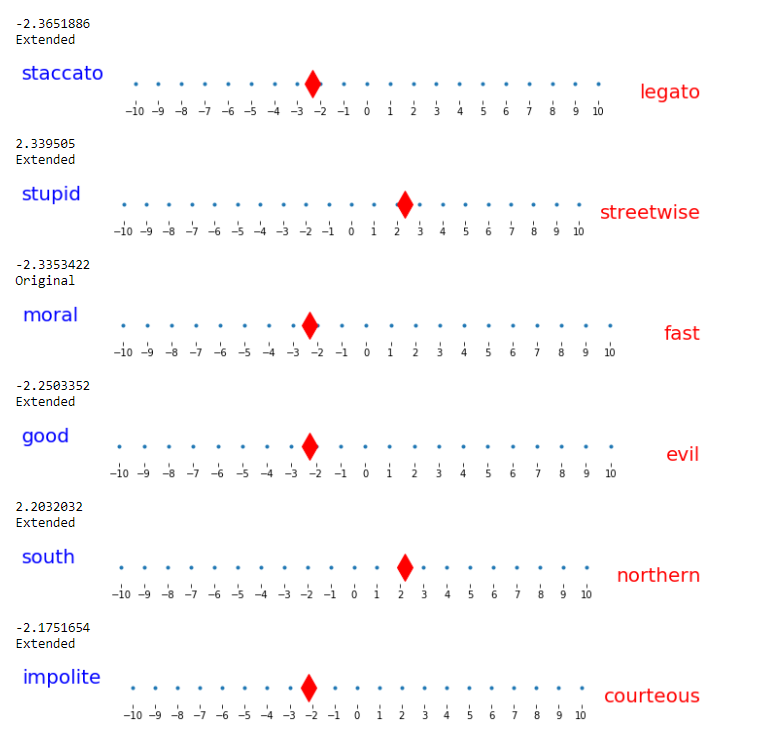 -2.3651886
Extended
staccato
legato
−10 −9 −8 −7 −6 −5 −4 −3 −2 −1 0 1 2 3 4 5 6 7 8 9 10
2.339505
Extended
stupid
streetwise
−10 −9 −8 −7 −6 −5 −4 −3 −2 −1 0 1 2 3 4 5 6 7 8 9 10
-2.3353422
Original
moral
fast
−10 −9 −8 −7 −6 −5 −4 −3 −2 −1 0 1 2 3 4 5 6 7 8 9 10
-2.2503352
Extended
good
evil
−10 −9 −8 −7 −6 −5 −4 −3 −2 −1 0 1 2 3 4 5 6 7 8 9 10
2.2032032
Extended
south
northern
−10 −9 −8 −7 −6 −5 −4 −3 −2 −1 0 1 2 3 4 5 6 7 8 9 10
-2.1751654
Extended
impolite
courteous
−10 −9 −8 −7 −6 −5 −4 −3 −2 −1 0 1 2 3 4 5 6 7 8 9 10